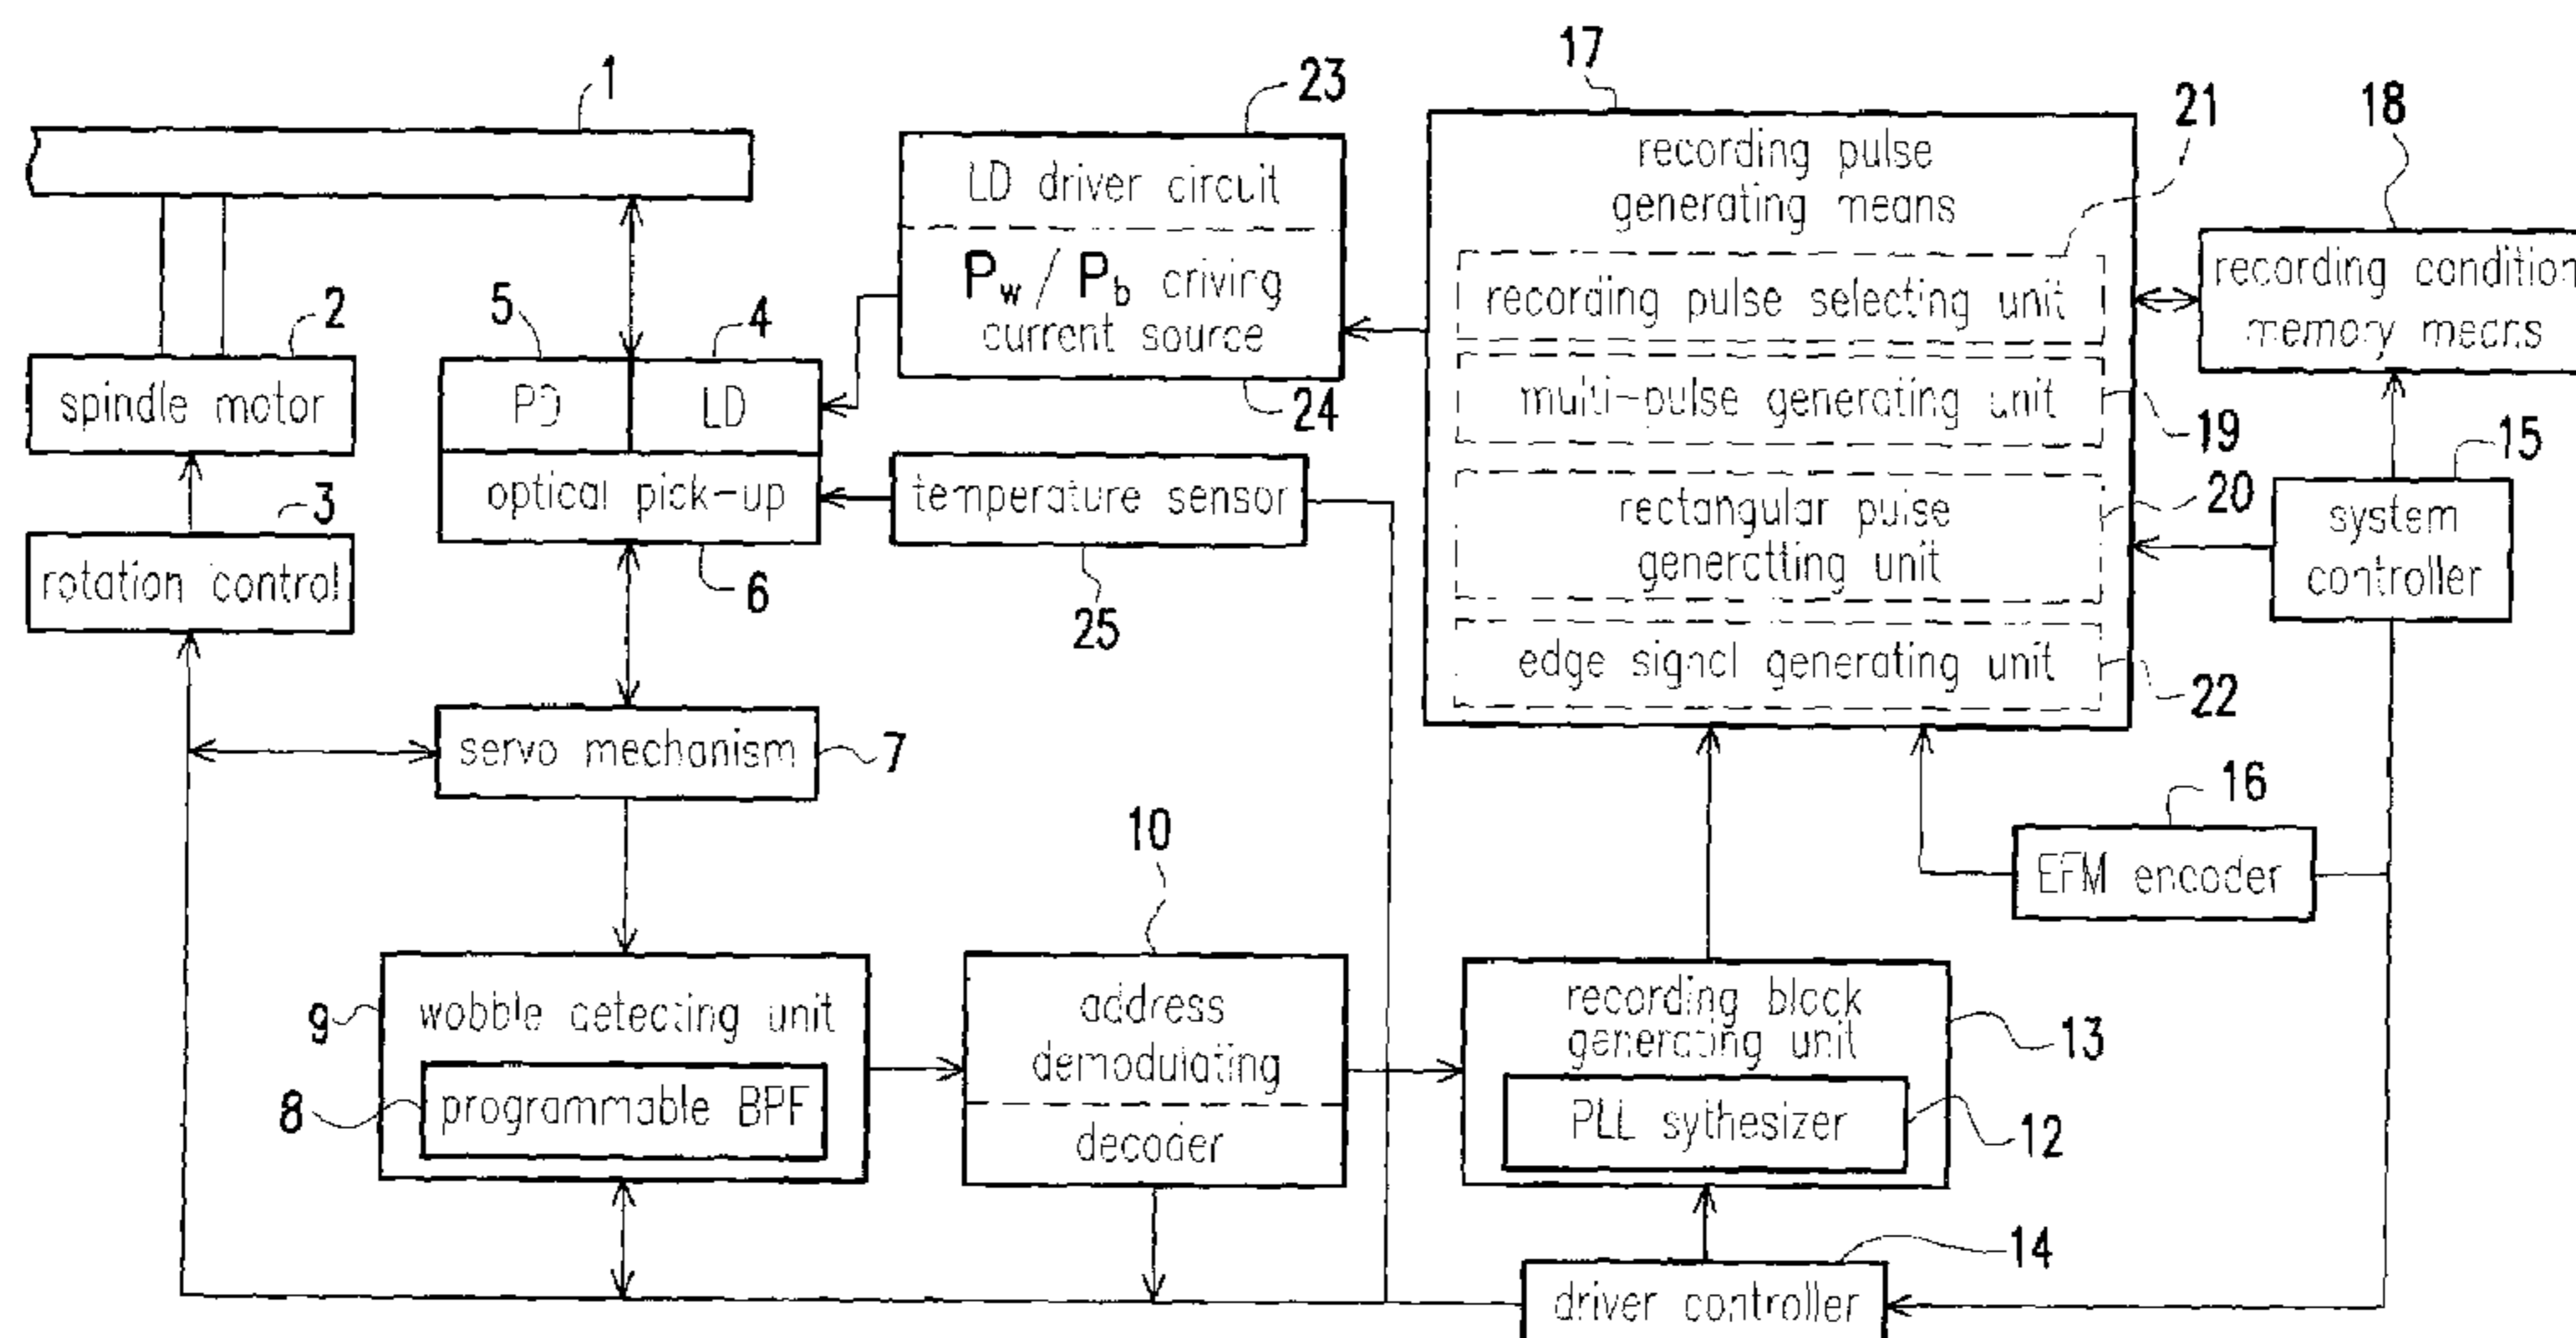 1
23
17
21
18
LD driver circuit
Pw / Pb criving
current source
24
recording pulse
generating means
recording pulse selecting unit
multi-pulse generating unit
19
rectangular pulse
generctting unit
20
edge signcl generating unit
22
recording condition
memory means
15
system
controller
2
spindle motor
3
rotation control
5
4
PD
LD
optical pick-up
6
temperature sensor
25
servo mechanism
7
16
EFM encoder
10
9
wobble detecting unit
8
programmable BPF
address
demodulating
decoder
recording block
generating unit
13
PLL sythesizer
12
14
driver controller